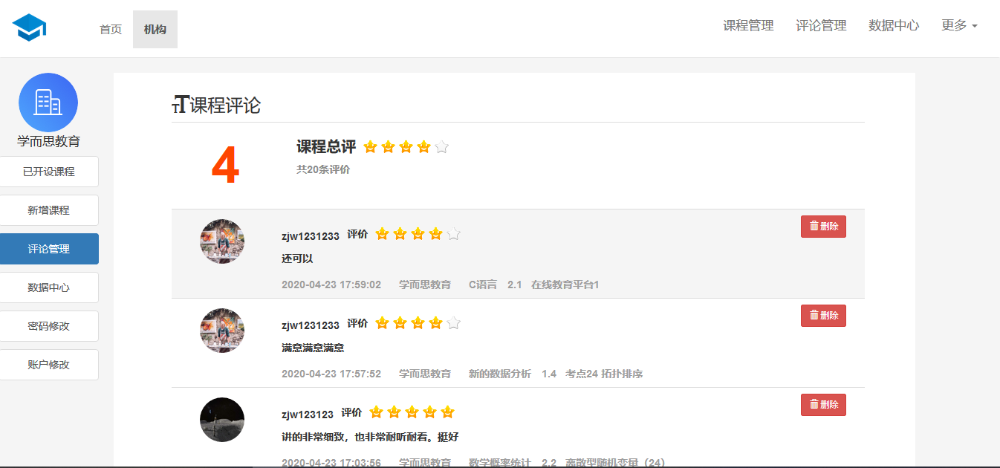 首页
机构
课程管理
评论管理
数据中心
更多
学而思教育
已开设课程
新增课程
评论管理
数据中心
密码修改
账户修改
课程评论
4
课程总评
共20条评价
zjw1231233 评价
删除
还可以
2020-04-23 17:59:02 学而思教育 C语言 2.1 在线教育平台1
zjw1231233 评价
删除
满意满意满意
2020-04-23 17:57:52 学而思教育 新的数据分析 1.4 考点24 拓扑排序
zjw123123 评价
删除
讲的非常细致，也非常耐听耐看。挺好
2020-04-23 17:03:56 学而思教育 数学概率统计 2.2 离散型随机变量（24）